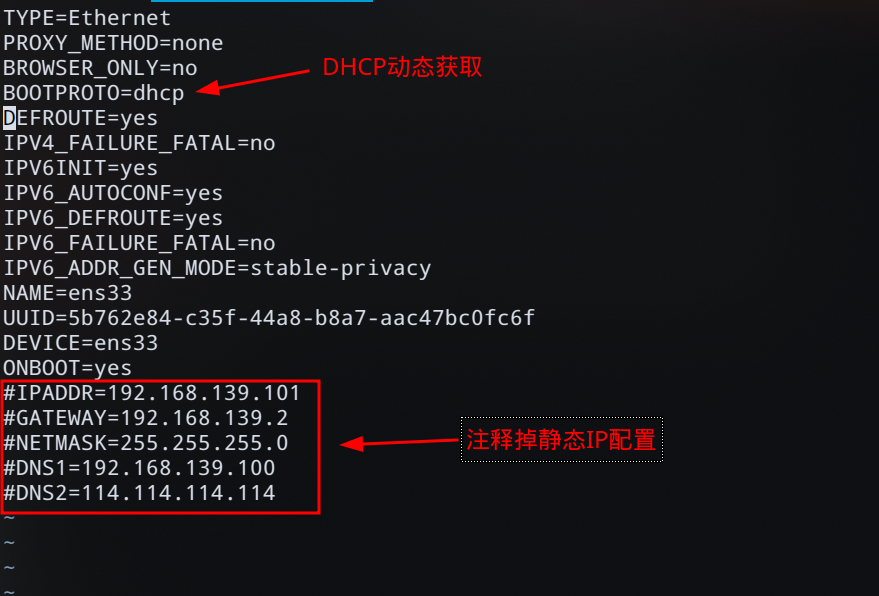 TYPE=Ethernet
PROXY_METHOD=none
BROWSER_ONLY=no
DHCP动态获取
BOOTPROTO=dhcp
DEFROUTE=yes
IPV4_FAILURE_FATAL=no
IPV6INIT=yes
IPV6_AUTOCONF=yes
IPV6_DEFROUTE=yes
IPV6_FAILURE_FATAL=no
IPV6_ADDR_GEN_MODE=stable-privacy
NAME=ens33
UUID=5b762e84-c35f-44a8-b8a7-aac47bc0fc6f
DEVICE=ens33
ONBOOT=yes
#IPADDR=192.168.139.101
#GATEWAY=192.168.139.2
#NETMASK=255.255.255.0
注释掉静态IP配置
#DNS1=192.168.139.100
#DNS2=114.114.114.114
~
~
~
~